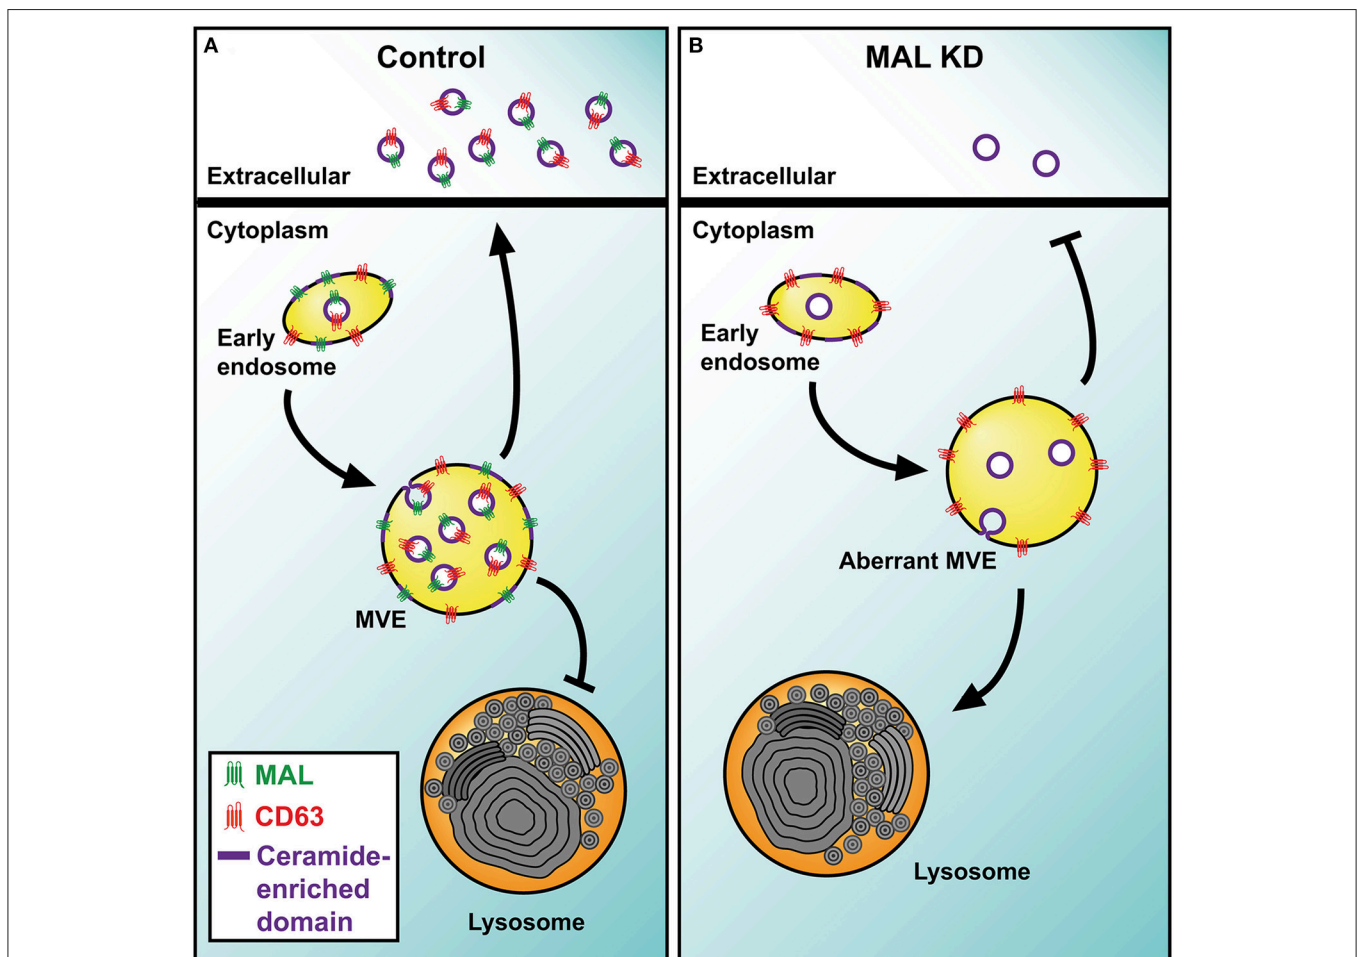 A
Control
Extracellular
Cytoplasm
Early
endosome
MVE
MAL
CD63
Ceramide-
enriched
domain
Lysosome
B
MAL KD
Extracellular
Cytoplasm
Early
endosome
Aberrant MVE
Lysosome